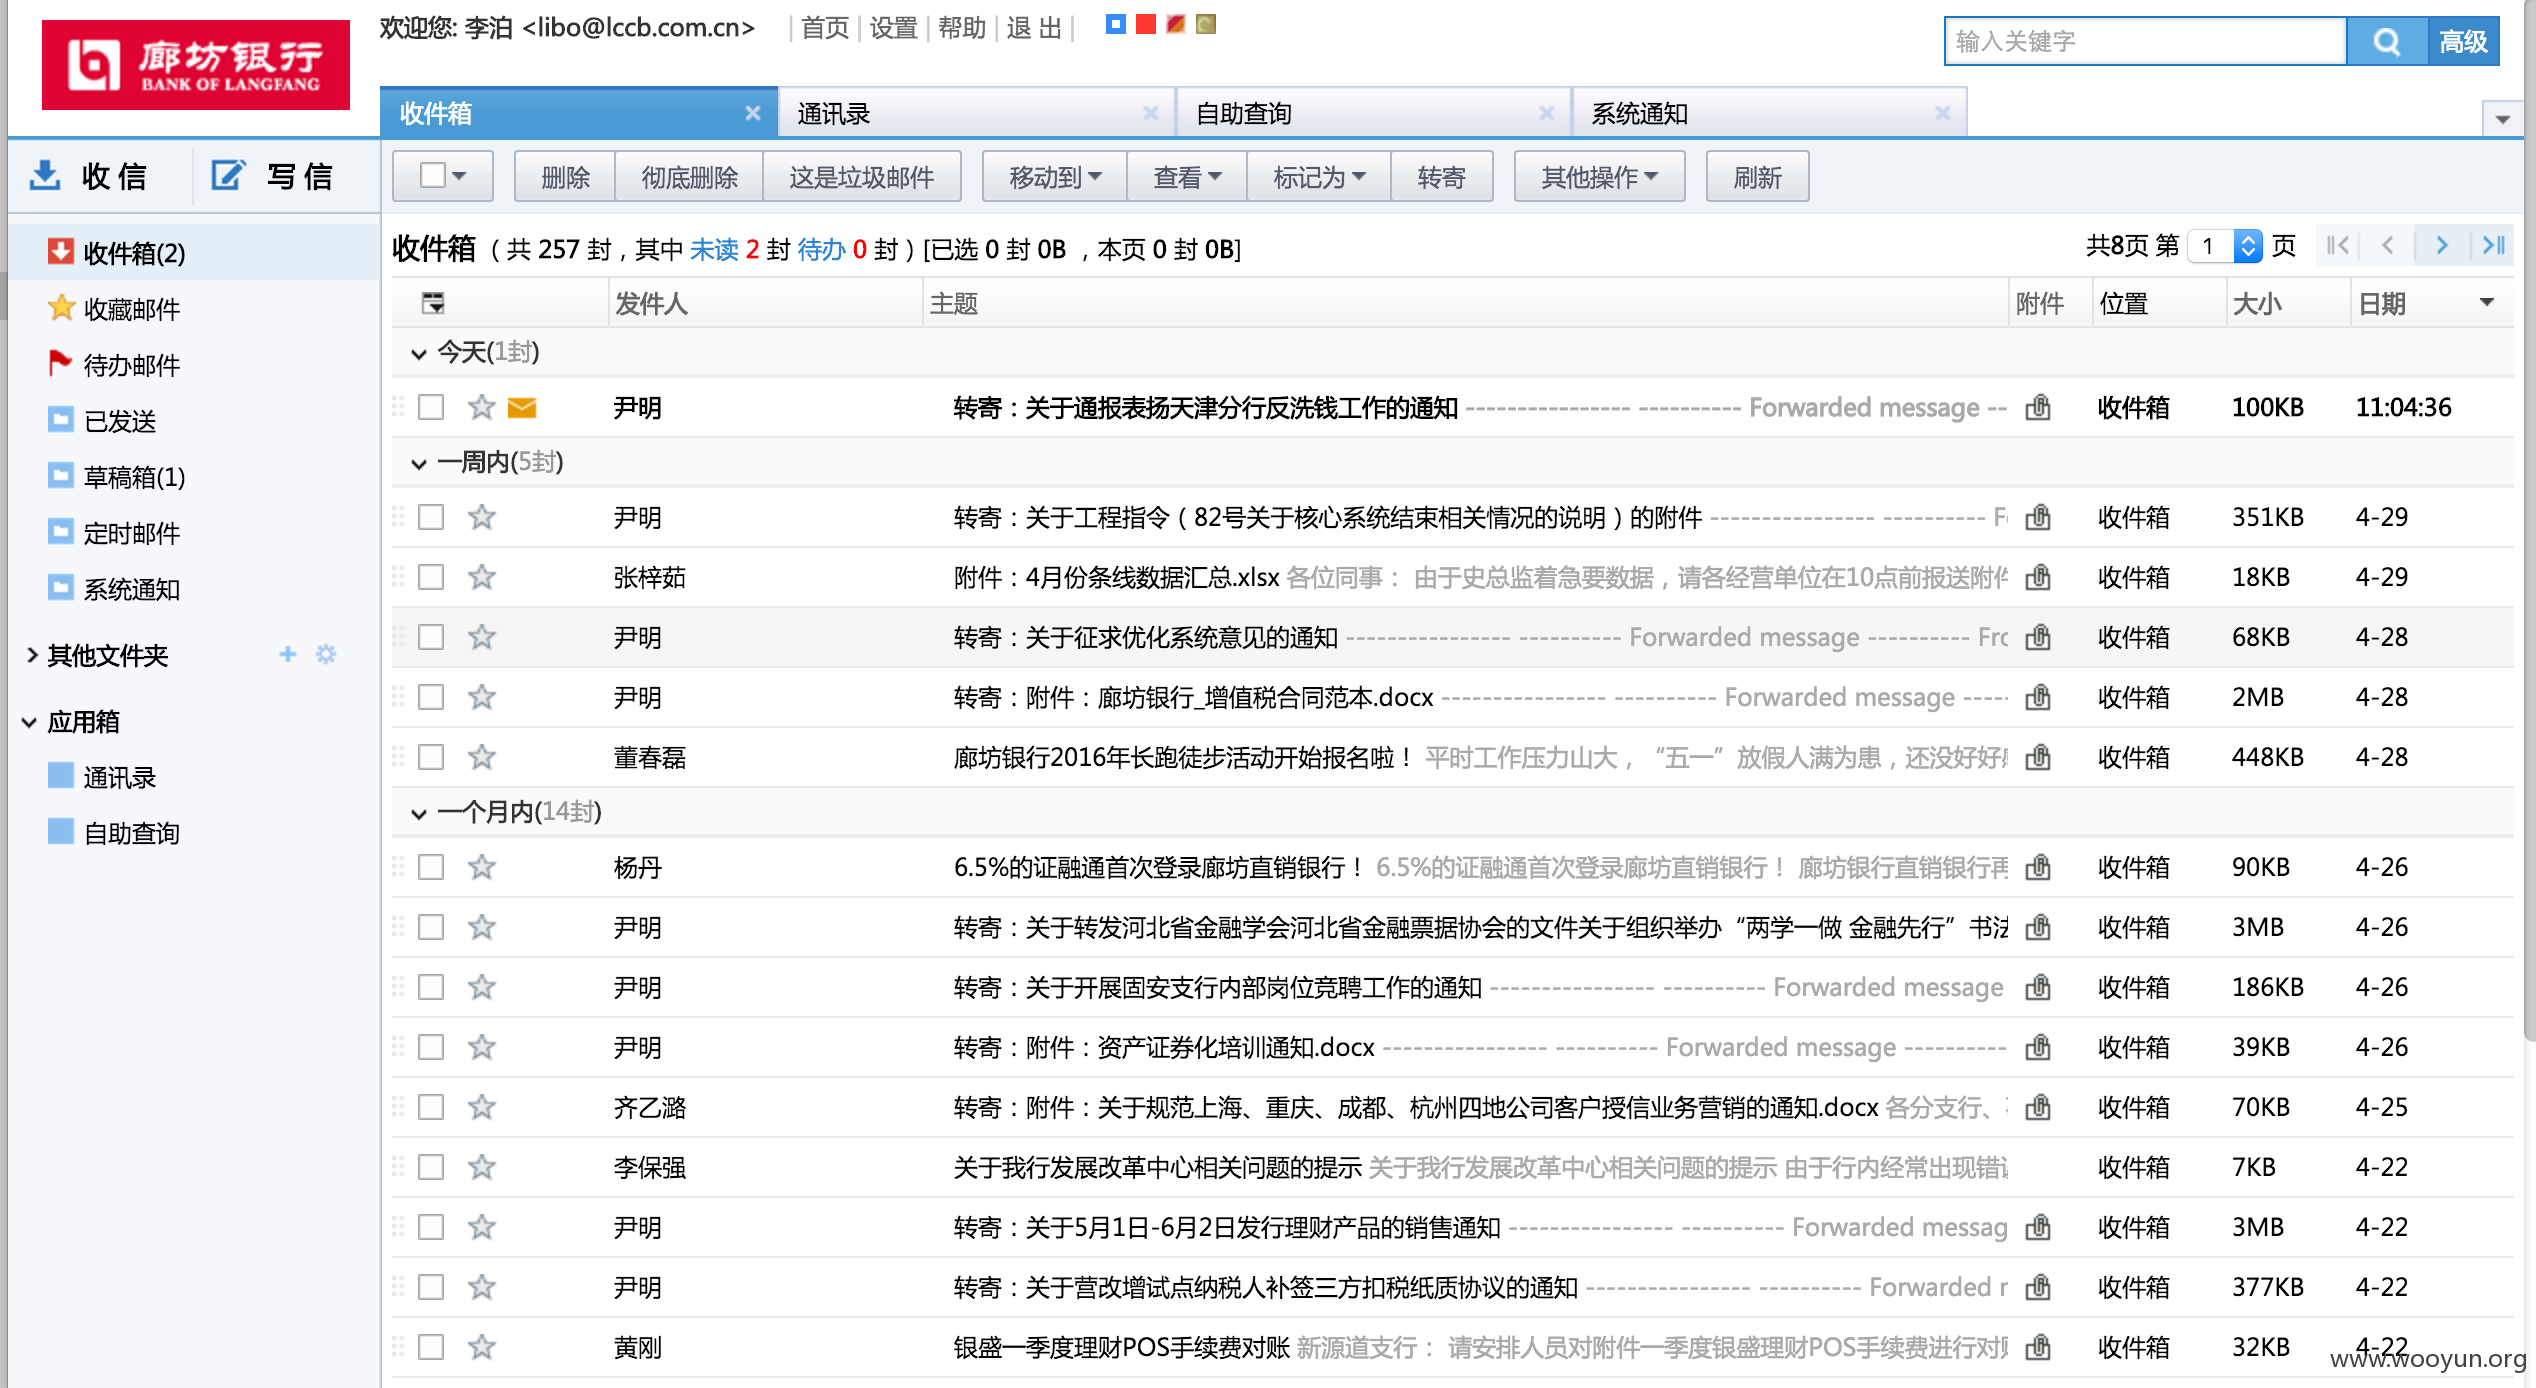 廊坊银行
BANK OF LANGFANG
欢迎您: 李泊 <libo@lccb.com.cn> | 首页 | 设置 | 帮助 | 退 出 |
输入关键字 高级
收件箱 通讯录 自助查询 系统通知
收 信 写 信
删除 彻底删除 这是垃圾邮件 移动到 查看 标记为 转寄 其他操作 刷新
收件箱(2)
收藏邮件
待办邮件
已发送
草稿箱(1)
定时邮件
系统通知
其他文件夹
应用箱
通讯录
自助查询
收件箱（共 257 封，其中 未读 2 封 待办 0 封）[已选 0 封 0B ，本页 0 封 0B]
共8页 第 1 页
发件人 主题 附件 位置 大小 日期
今天(1封)
尹明 转寄：关于通报表扬天津分行反洗钱工作的通知 ---------------- ---------- Forwarded message -- 收件箱 100KB 11:04:36
一周内(5封)
尹明 转寄：关于工程指令（82号关于核心系统结束相关情况的说明）的附件 ---------------- ---------- 收件箱 351KB 4-29
张梓茹 附件：4月份条线数据汇总.xlsx 各位同事： 由于史总监着急要数据，请各经营单位在10点前报送附件 收件箱 18KB 4-29
尹明 转寄：关于征求优化系统意见的通知 ---------------- ---------- Forwarded message ---------- Fro 收件箱 68KB 4-28
尹明 转寄：附件：廊坊银行_增值税合同范本.docx ---------------- ---------- Forwarded message ----- 收件箱 2MB 4-28
董春磊 廊坊银行2016年长跑徒步活动开始报名啦！ 平时工作压力山大，“五一”放假人满为患，还没好好 收件箱 448KB 4-28
一个月内(14封)
杨丹 6.5%的证融通首次登录廊坊直销银行！ 6.5%的证融通首次登录廊坊直销银行！ 廊坊银行直销银行再 收件箱 90KB 4-26
尹明 转寄：关于转发河北省金融学会河北省金融票据协会的文件关于组织举办“两学一做 金融先行”书法 收件箱 3MB 4-26
尹明 转寄：关于开展固安支行内部岗位竞聘工作的通知 ---------------- ---------- Forwarded message 收件箱 186KB 4-26
尹明 转寄：附件：资产证券化培训通知.docx ---------------- ---------- Forwarded message ---------- 收件箱 39KB 4-26
齐乙潞 转寄：附件：关于规范上海、重庆、成都、杭州四地公司客户授信业务营销的通知.docx 各分支行、 收件箱 70KB 4-25
李保强 关于我行发展改革中心相关问题的提示 关于我行发展改革中心相关问题的提示 由于行内经常出现错 收件箱 7KB 4-22
尹明 转寄：关于5月1日-6月2日发行理财产品的销售通知 ---------------- ---------- Forwarded messag 收件箱 3MB 4-22
尹明 转寄：关于营改增试点纳税人补签三方扣税纸质协议的通知 ---------------- ---------- Forwarded 收件箱 377KB 4-22
黄刚 银盛一季度理财POS手续费对账 新源道支行： 请安排人员对附件一季度银盛理财POS手续费进行对 收件箱 32KB 4-22
www.wooyun.org